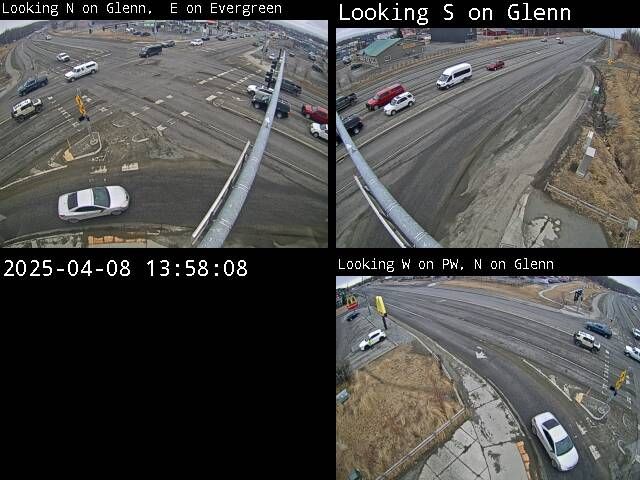 Looking N on Glenn,  E on Evergreen
Looking S on Glenn
2025-04-08 13:58:08
Looking W on PW, N on Glenn